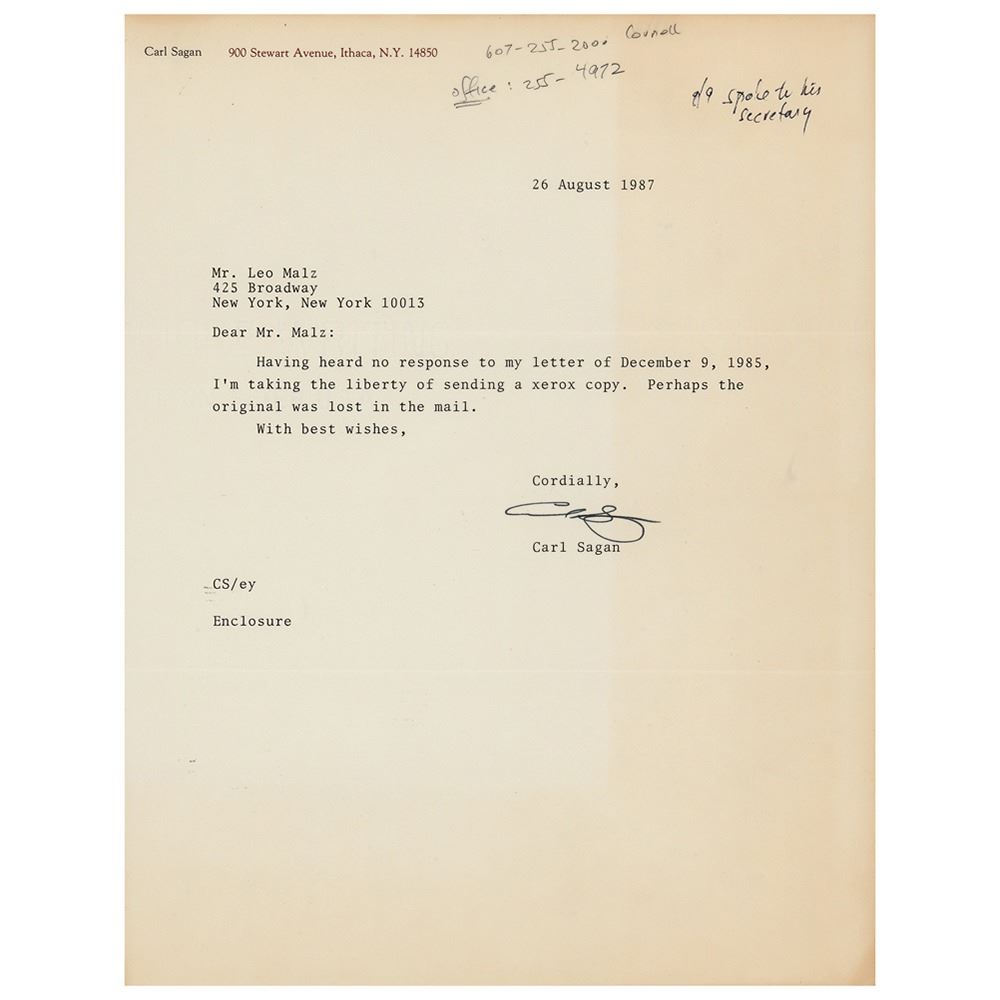 Carl Sagan 900 Stewart Avenue, Ithaca, N.Y. 14850
607-255-2000 Cornell
office: 255-4972
spoke to his
secretary
26 August 1987
Mr. Leo Malz
425 Broadway
New York, New York 10013
Dear Mr. Malz:
Having heard no response to my letter of December 9, 1985,
I'm taking the liberty of sending a xerox copy. Perhaps the
original was lost in the mail.
With best wishes,
Cordially,
Carl Sagan
CS/ey
Enclosure